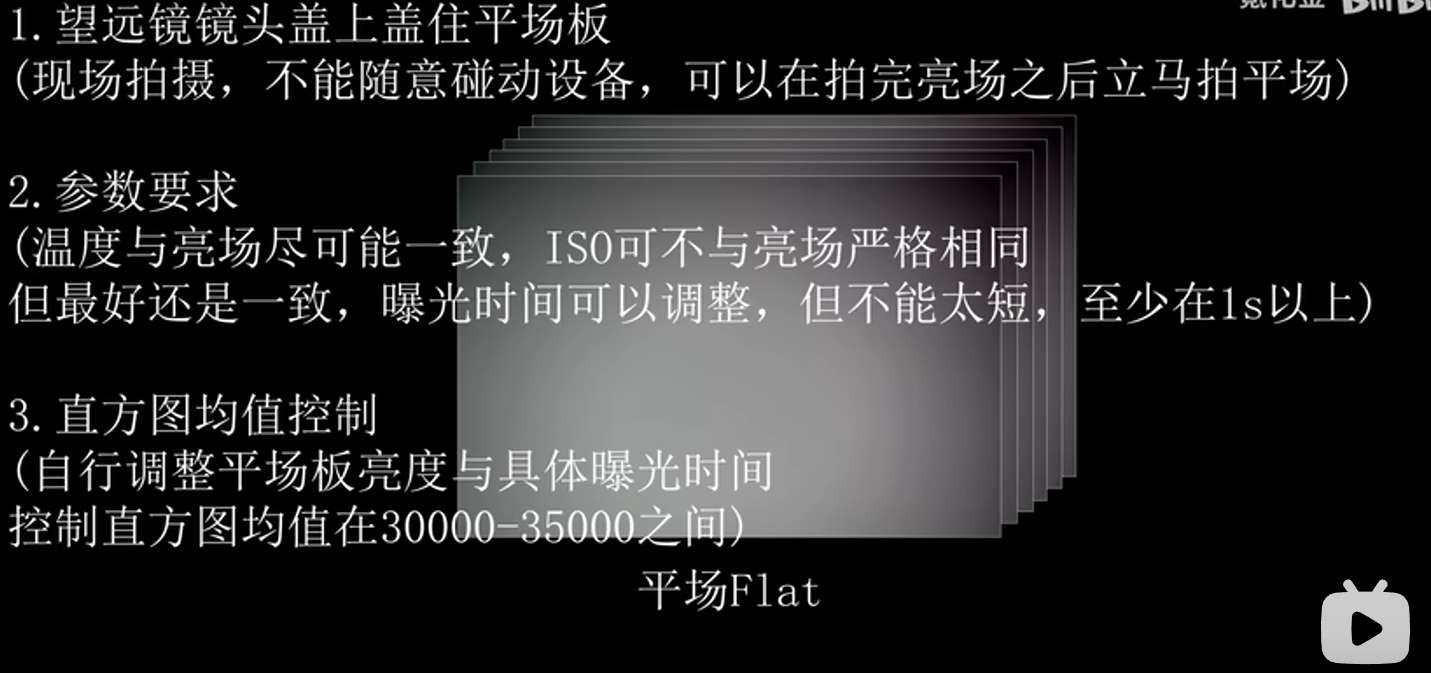 1.望远镜镜头盖上盖住平场板
(现场拍摄，不能随意碰动设备，可以在拍完亮场之后立马拍平场)
2.参数要求
(温度与亮场尽可能一致，ISO可不与亮场严格相同
但最好还是一致，曝光时间可以调整，但不能太短，至少在1s以上)
3.直方图均值控制
(自行调整平场板亮度与具体曝光时间
控制直方图均值在30000-35000之间)
平场Flat